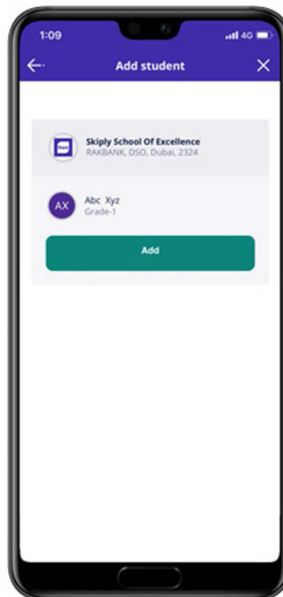 1:09
4G
Add student
Skiply School Of Excellence
RAKBANK, DSO, Dubai, 2324
AX
Abc Xyz
Grade-1
Add